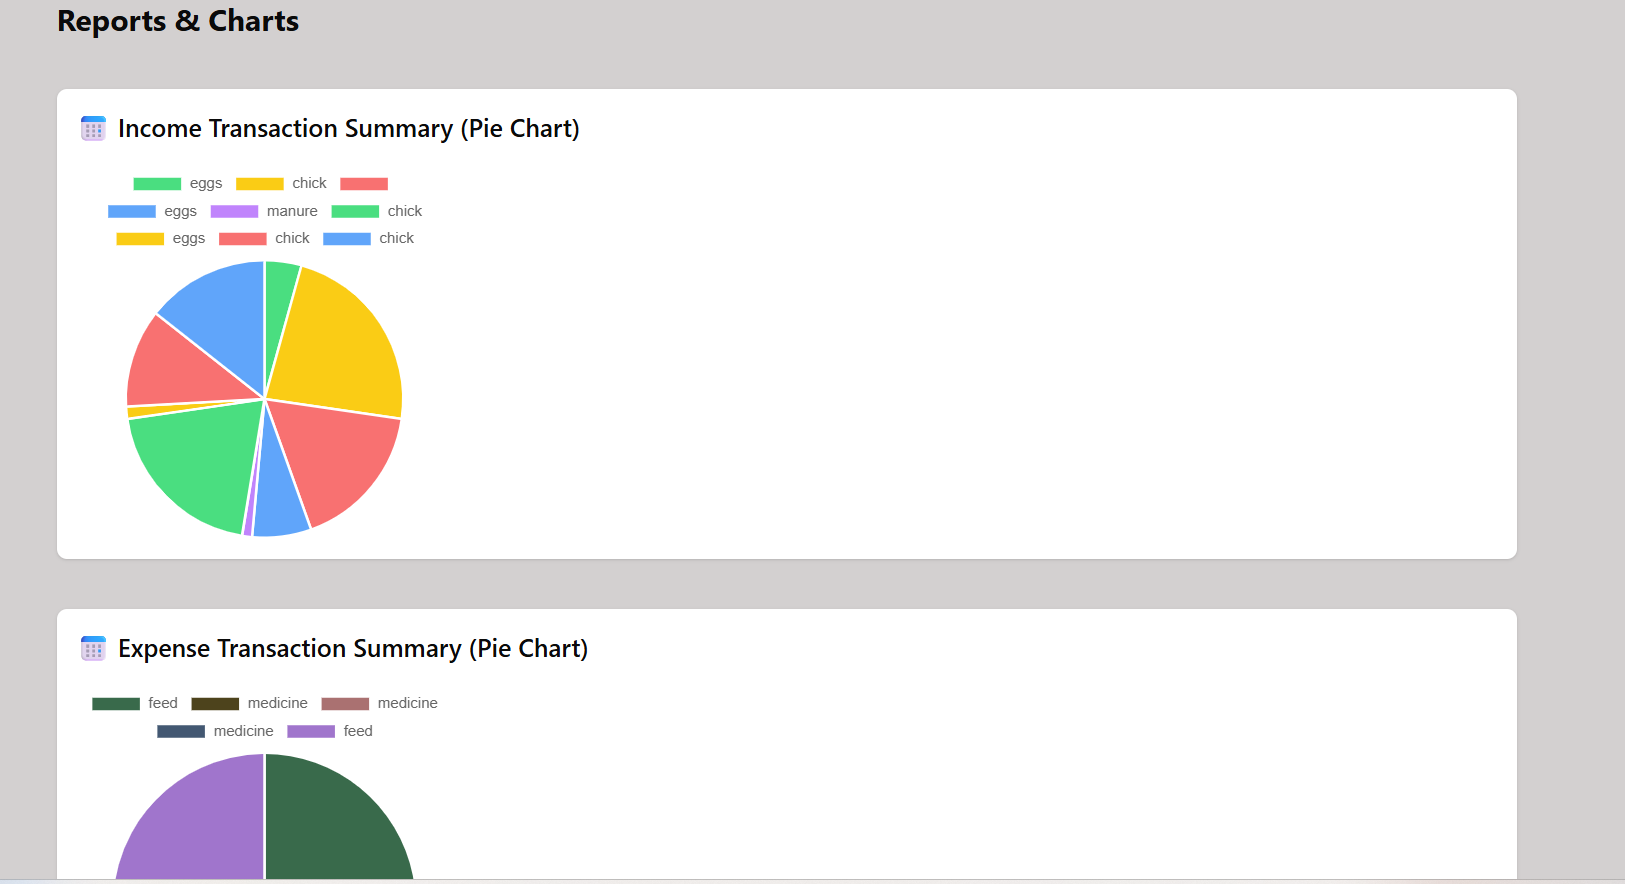 Reports & Charts
Income Transaction Summary (Pie Chart)
eggs chick
eggs manure chick
eggs chick chick
Expense Transaction Summary (Pie Chart)
feed medicine medicine
medicine feed